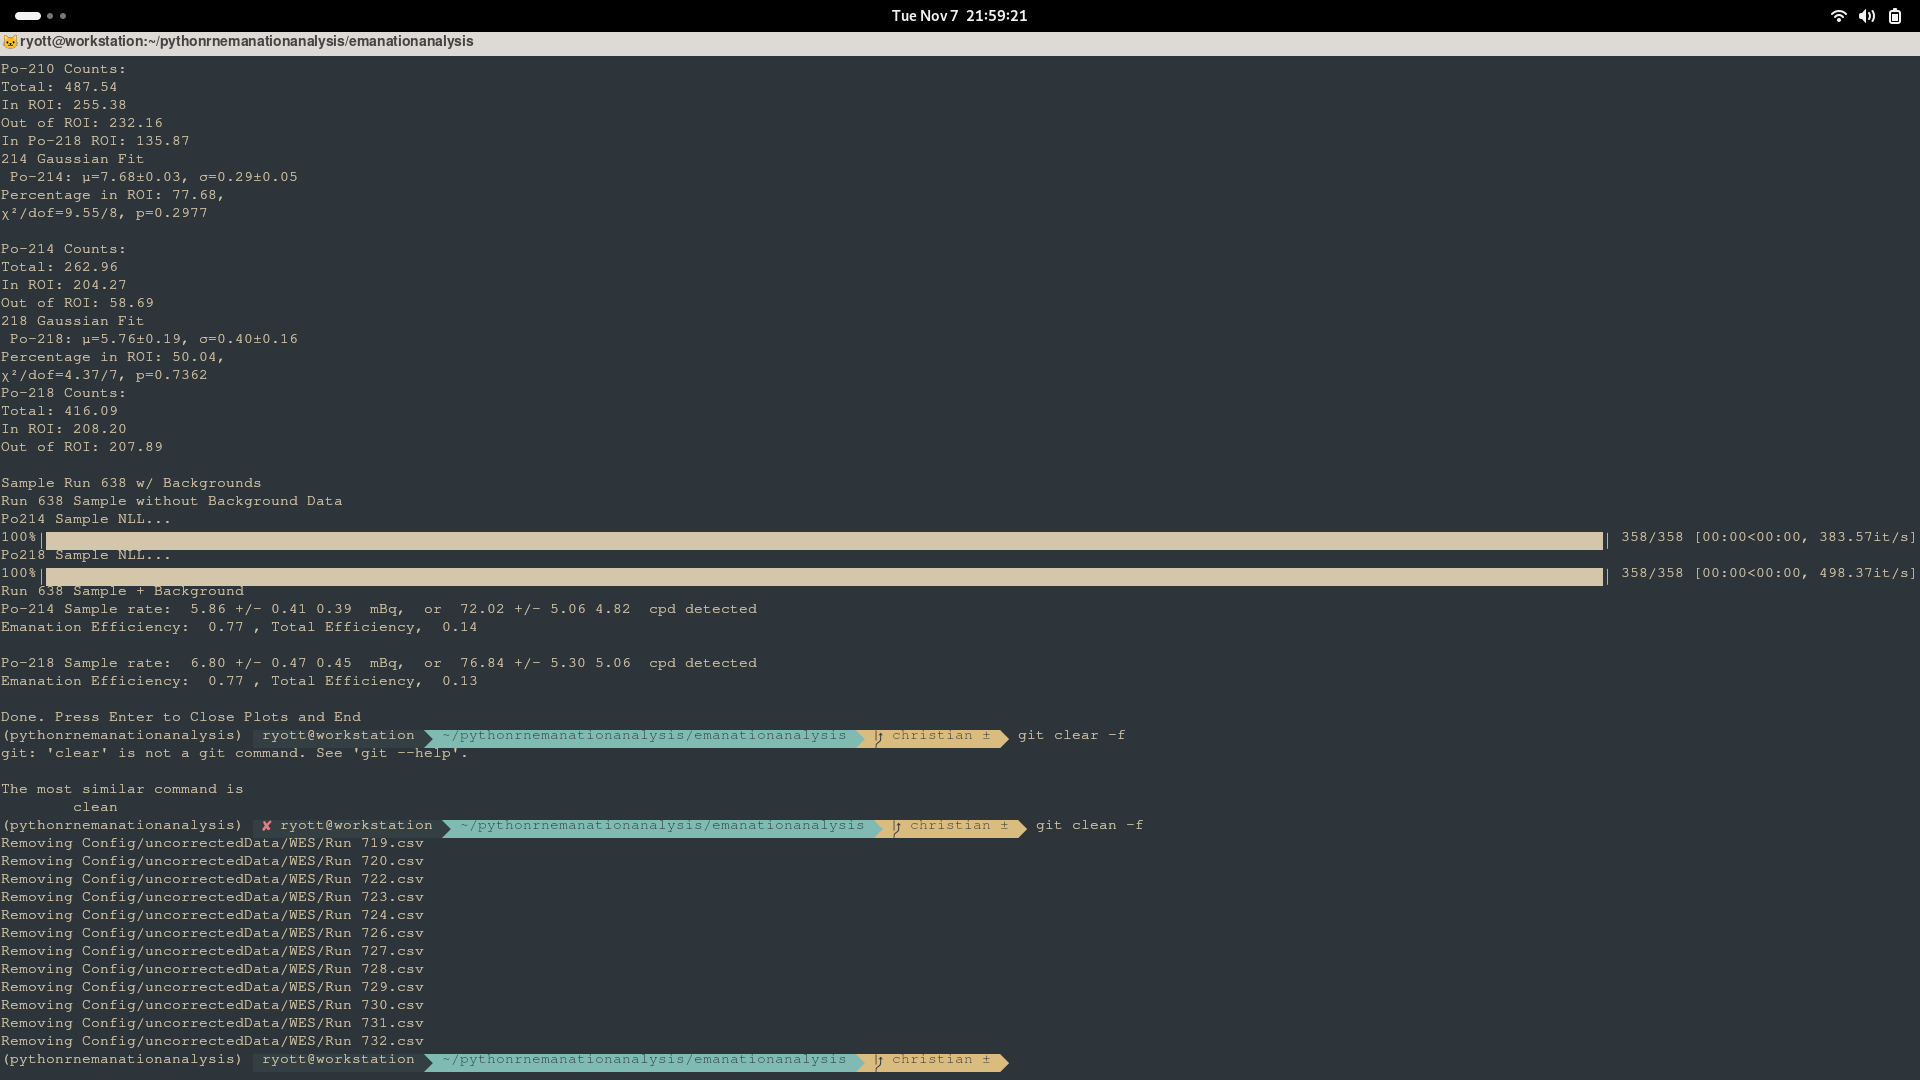 Tue Nov 7 21:59:21
ryott@workstation:~/pythonrnemanationanalysis/emanationanalysis
Po-210 Counts:
Total: 487.54
In ROI: 255.38
Out of ROI: 232.16
In Po-218 ROI: 135.87
214 Gaussian Fit
Po-214: μ=7.68±0.03, σ=0.29±0.05
Percentage in ROI: 77.68,
χ²/dof=9.55/8, p=0.2977
Po-214 Counts:
Total: 262.96
In ROI: 204.27
Out of ROI: 58.69
218 Gaussian Fit
Po-218: μ=5.76±0.19, σ=0.40±0.16
Percentage in ROI: 50.04,
χ²/dof=4.37/7, p=0.7362
Po-218 Counts:
Total: 416.09
In ROI: 208.20
Out of ROI: 207.89
Sample Run 638 w/ Backgrounds
Run 638 Sample without Background Data
Po214 Sample NLL...
100%| | 358/358 [00:00<00:00, 383.57it/s]
Po218 Sample NLL...
100%| | 358/358 [00:00<00:00, 498.37it/s]
Run 638 Sample + Background
Po-214 Sample rate:  5.86 +/- 0.41 0.39  mBq,  or  72.02 +/- 5.06 4.82  cpd detected
Emanation Efficiency:  0.77 , Total Efficiency,  0.14
Po-218 Sample rate:  6.80 +/- 0.47 0.45  mBq,  or  76.84 +/- 5.30 5.06  cpd detected
Emanation Efficiency:  0.77 , Total Efficiency,  0.13
Done. Press Enter to Close Plots and End
(pythonrnemanationanalysis) ryott@workstation ~/pythonrnemanationanalysis/emanationanalysis christian ± git clear -f
git: 'clear' is not a git command. See 'git --help'.
The most similar command is
clean
(pythonrnemanationanalysis) ✘ ryott@workstation ~/pythonrnemanationanalysis/emanationanalysis christian ± git clean -f
Removing Config/uncorrectedData/WES/Run 719.csv
Removing Config/uncorrectedData/WES/Run 720.csv
Removing Config/uncorrectedData/WES/Run 722.csv
Removing Config/uncorrectedData/WES/Run 723.csv
Removing Config/uncorrectedData/WES/Run 724.csv
Removing Config/uncorrectedData/WES/Run 726.csv
Removing Config/uncorrectedData/WES/Run 727.csv
Removing Config/uncorrectedData/WES/Run 728.csv
Removing Config/uncorrectedData/WES/Run 729.csv
Removing Config/uncorrectedData/WES/Run 730.csv
Removing Config/uncorrectedData/WES/Run 731.csv
Removing Config/uncorrectedData/WES/Run 732.csv
(pythonrnemanationanalysis) ryott@workstation ~/pythonrnemanationanalysis/emanationanalysis christian ±